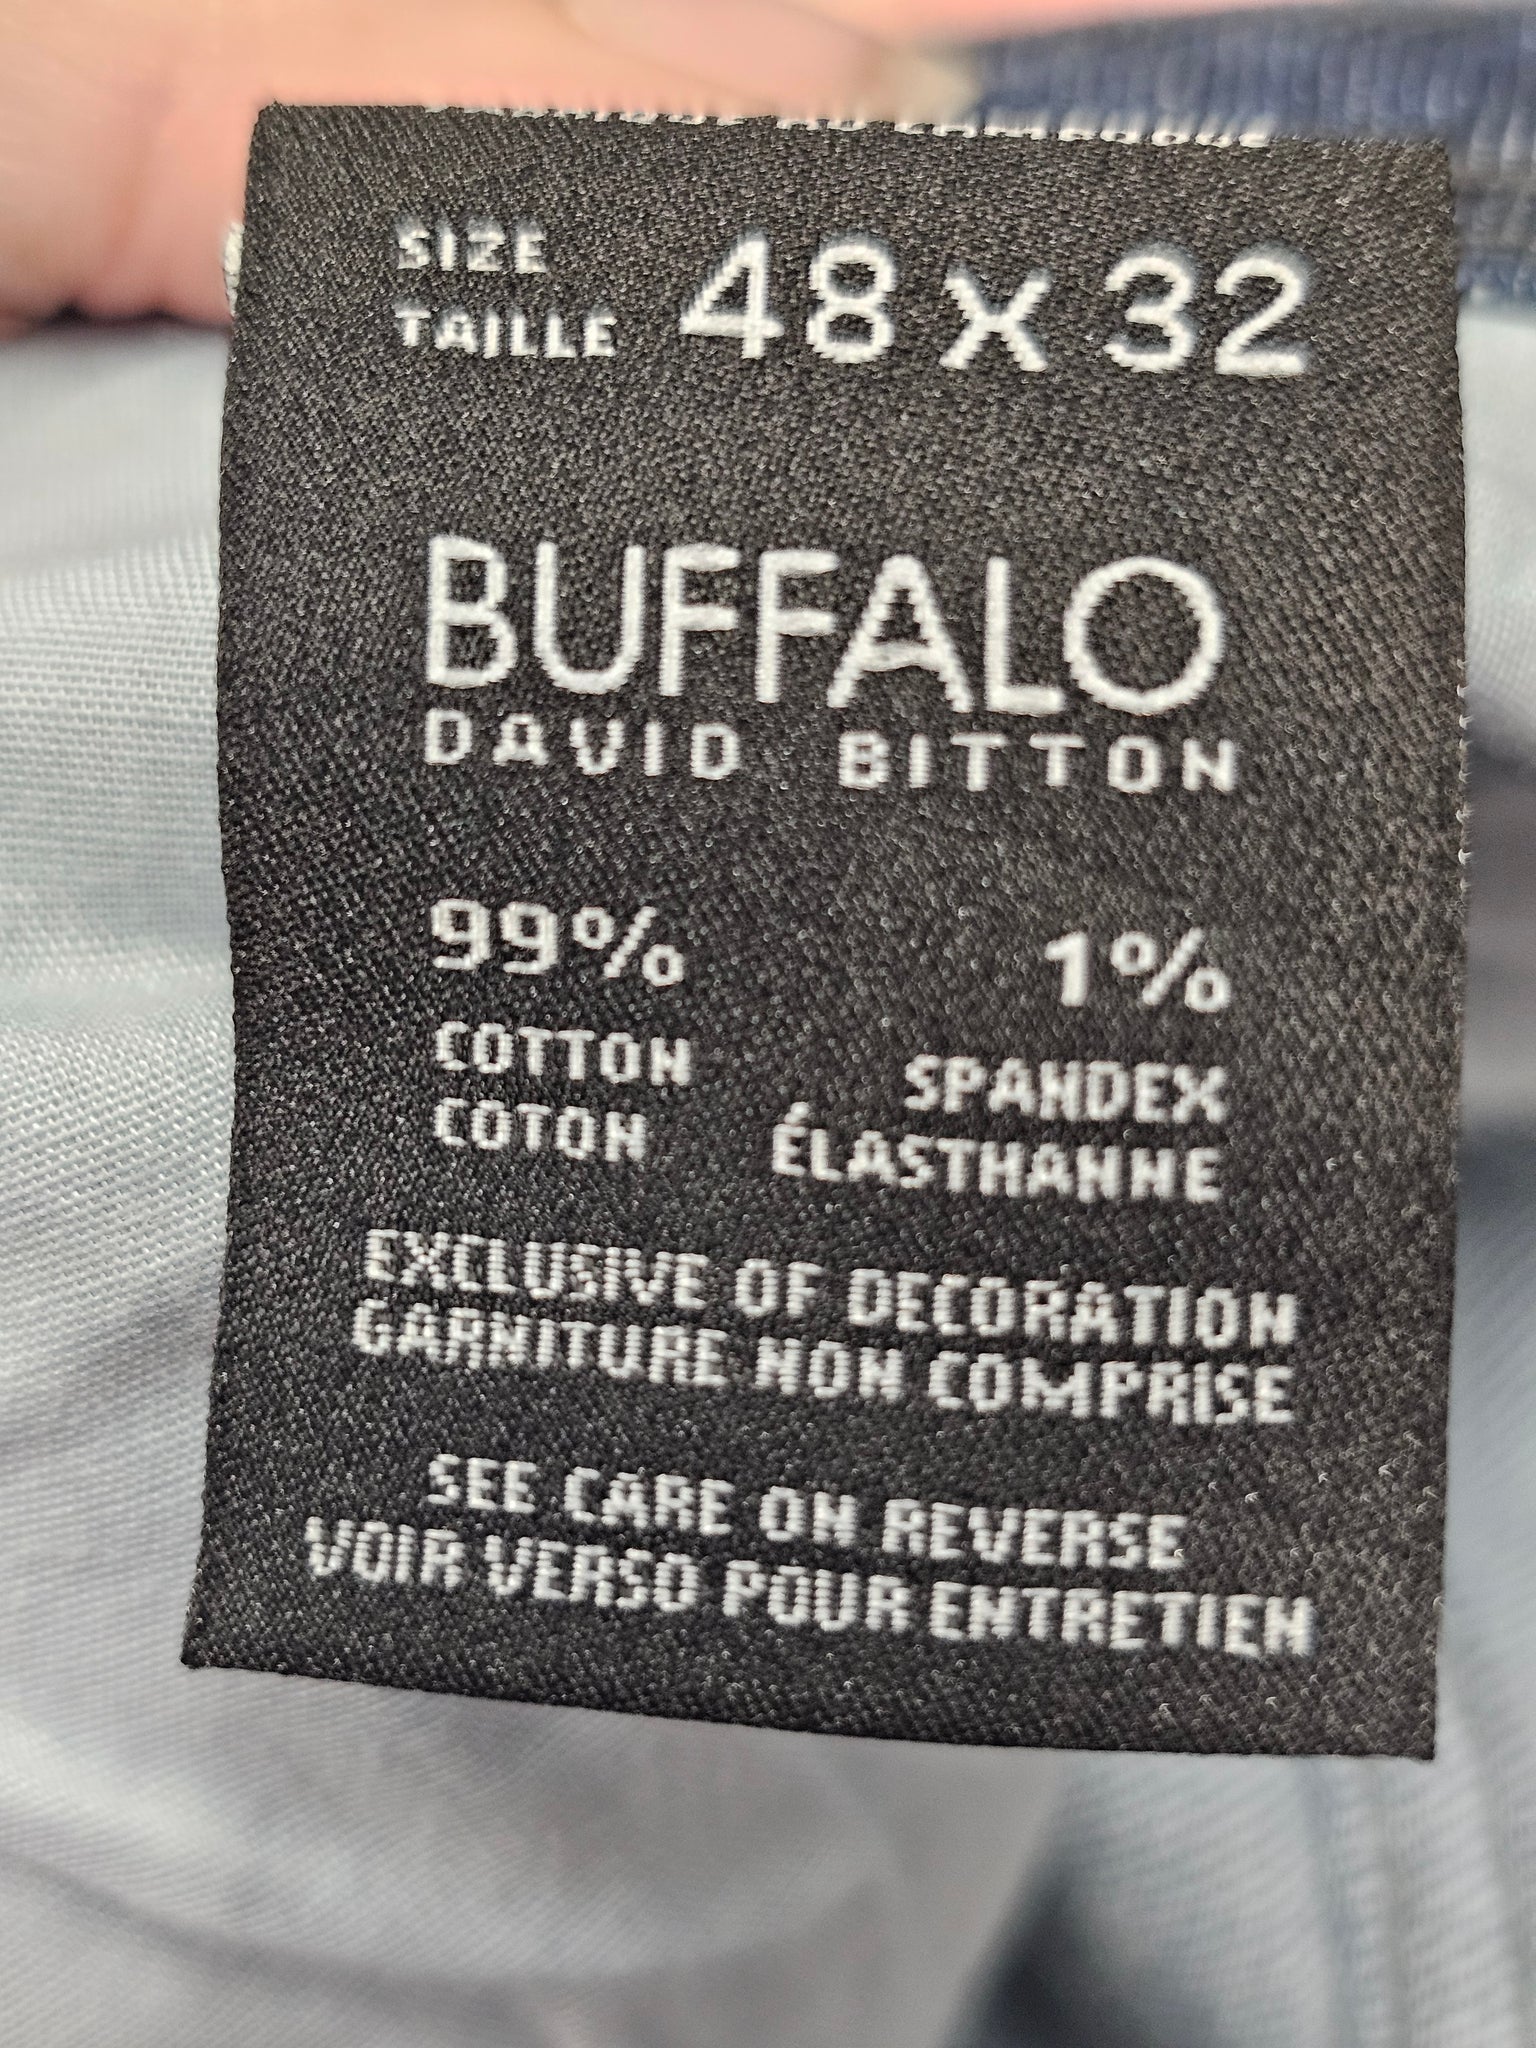 SIZE
TAILLE
48 x 32
BUFFALO
DAVID BITTON
99% 1%
COTTON SPANDEX
COTON ÉLASTHANNE
EXCLUSIVE OF DECORATION
GARNITURE NON COMPRISE
SEE CARE ON REVERSE
VOIR VERSO POUR ENTRETIEN